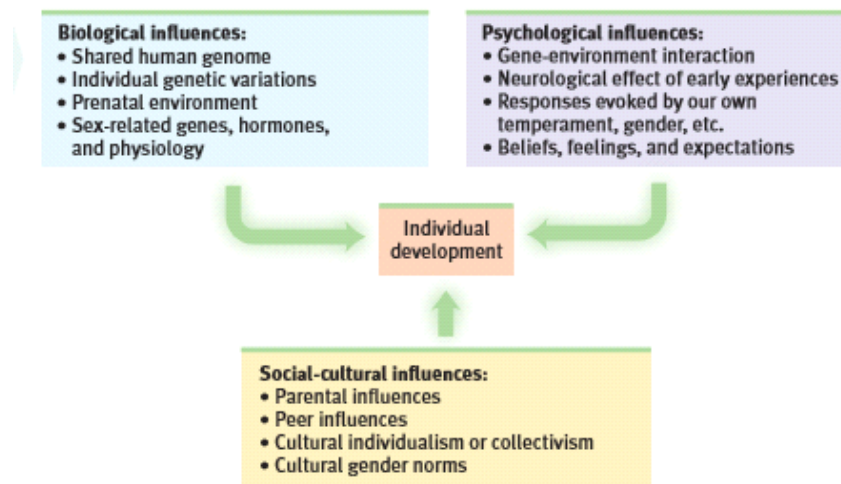 Biological influences:
• Shared human genome
• Individual genetic variations
• Prenatal environment
• Sex-related genes, hormones,
and physiology
Psychological influences:
• Gene-environment interaction
• Neurological effect of early experiences
• Responses evoked by our own
temperament, gender, etc.
• Beliefs, feelings, and expectations
Individual
development
Social-cultural influences:
• Parental influences
• Peer influences
• Cultural individualism or collectivism
• Cultural gender norms